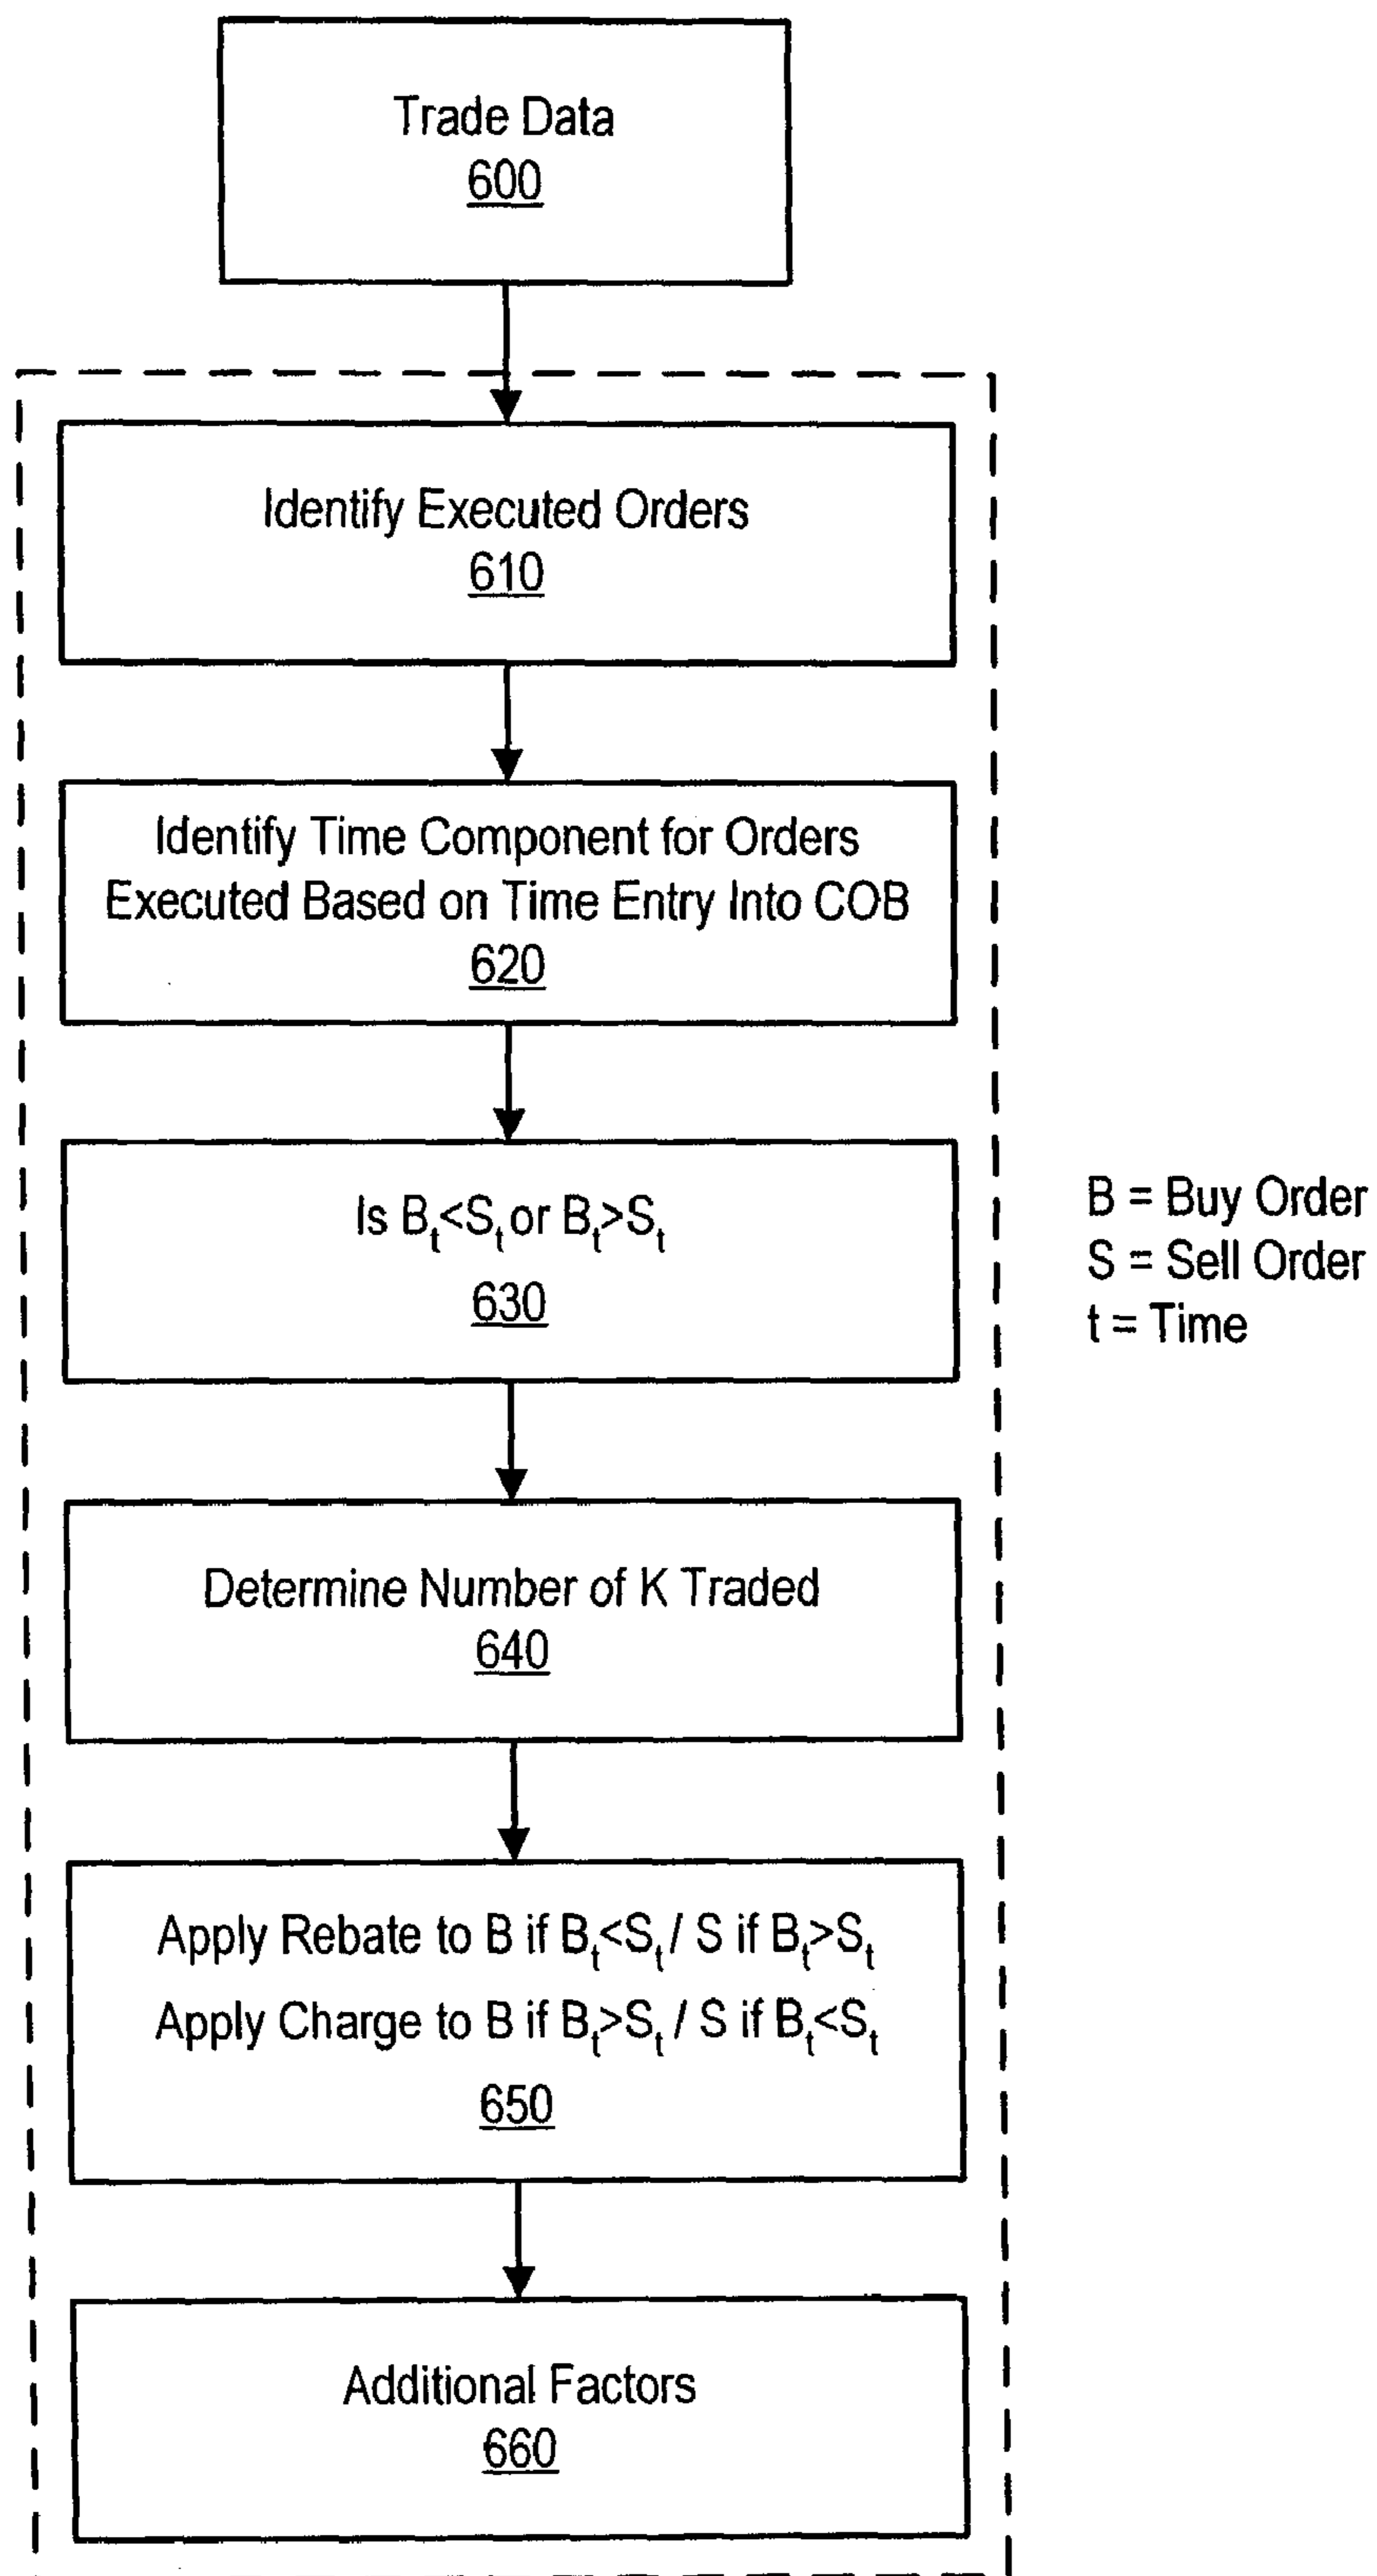 Trade Data
600
Identify Executed Orders
610
Identify Time Component for Orders
Executed Based on Time Entry Into COB
620
Is Bt<St or Bt>St
630
B = Buy Order
S = Sell Order
t = Time
Determine Number of K Traded
640
Apply Rebate to B if Bt<St / S if Bt>St
Apply Charge to B if Bt>St / S if Bt<St
650
Additional Factors
660